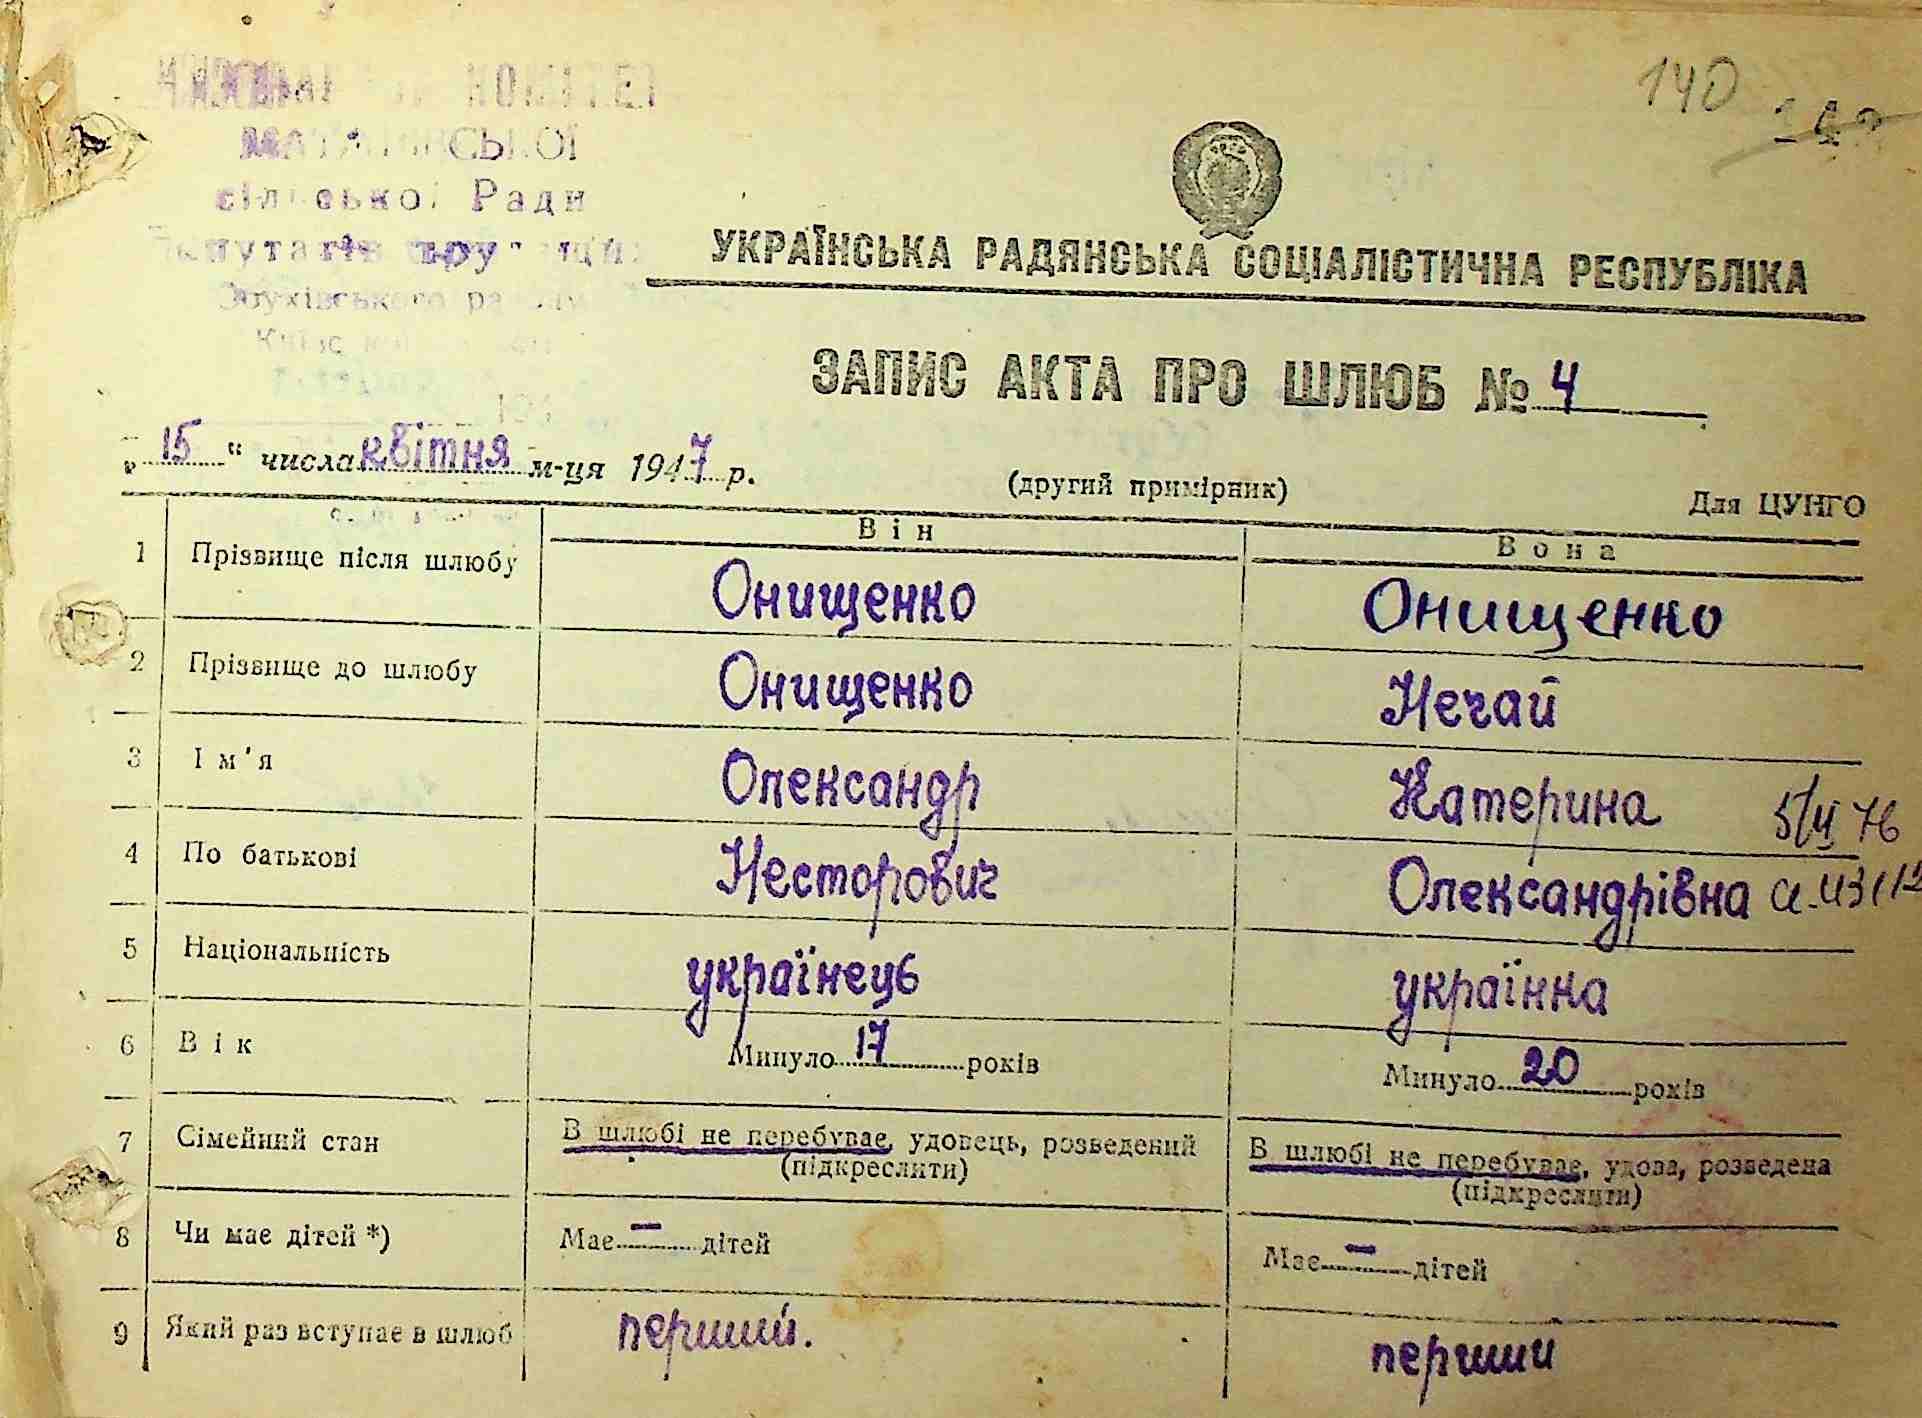 140
сільської Ради
УКРАЇНСЬКА РАДЯНСЬКА СОЦІАЛІСТИЧНА РЕСПУБЛІКА
ЗАПИС АКТА ПРО ШЛЮБ № 4
„ 15 “ числа квітня м-ця 1947 р.
(другий примірник)
Для ЦУНГО
Він Вона
1 Прізвище після шлюбу Онищенко Онищенко
2 Прізвище до шлюбу Онищенко Нечай
3 Ім'я Олександр Катерина 5/VI 76
4 По батькові Несторович Олександрівна
5 Національність українець українна
6 Вік Минуло 17 років Минуло 20 років
7 Сімейний стан В шлюбі не перебуває, удовець, розведений В шлюбі не перебуває, удова, розведена
(підкреслити) (підкреслити)
8 Чи має дітей *) Має – дітей Має – дітей
9 Який раз вступає в шлюб перший. перший